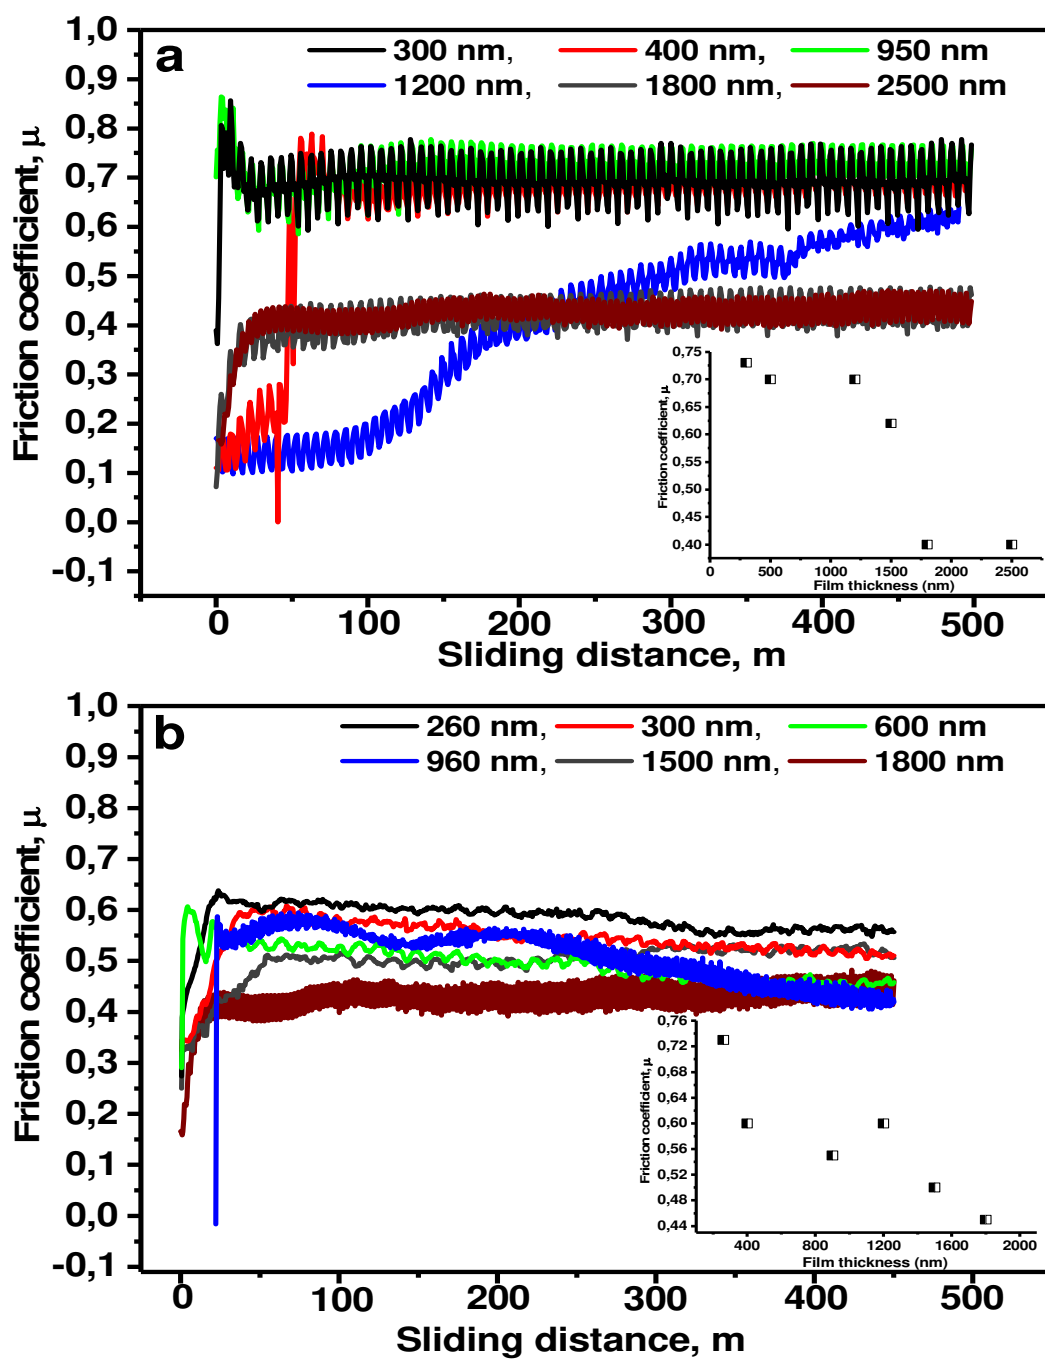 a
300 nm, 400 nm, 950 nm
1200 nm, 1800 nm, 2500 nm
1,0
0,9
0,8
0,7
0,6
0,5
0,4
0,3
0,2
0,1
0,0
-0,1
Friction coefficient, μ
0 100 200 300 400 500
Sliding distance, m
0,75
0,70
0,65
0,60
0,55
0,50
0,45
0,40
Friction coefficient, μ
0 500 1000 1500 2000 2500
Film thickness (nm)
b
260 nm, 300 nm, 600 nm
960 nm, 1500 nm, 1800 nm
1,0
0,9
0,8
0,7
0,6
0,5
0,4
0,3
0,2
0,1
0,0
-0,1
Friction coefficient, μ
0 100 200 300 400 500
Sliding distance, m
0,76
0,72
0,68
0,64
0,60
0,56
0,52
0,48
0,44
Friction coefficient, μ
400 800 1200 1600 2000
Film thickness (nm)